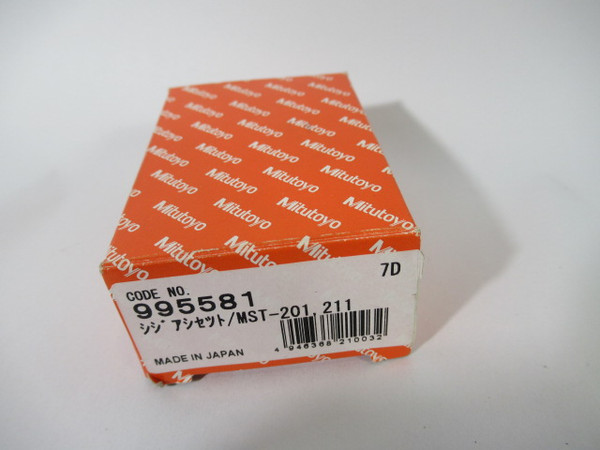 Mitutoyo
7D
CODE NO.
995581
ｼｼﾞｱｼｾｯﾄ/MST-201,211
4 946368 210032
MADE IN JAPAN